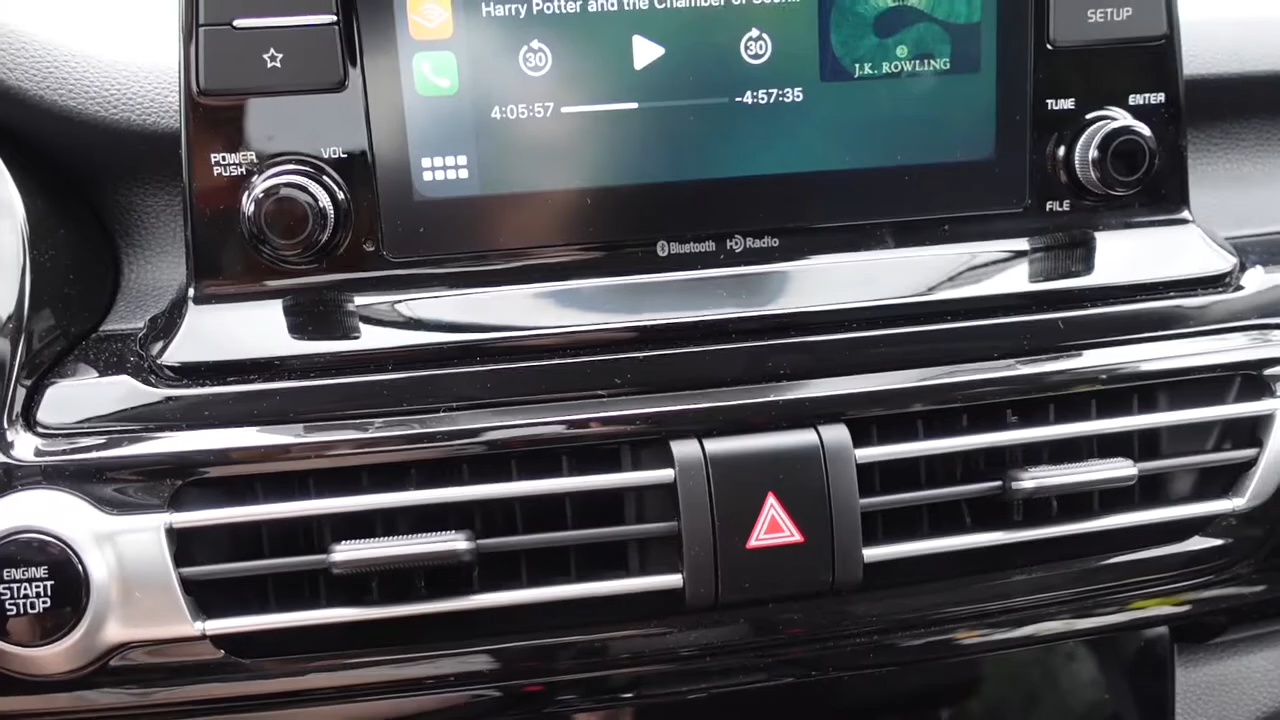 Harry Potter and the Chamber of Secr...
SETUP
30
30
J.K. ROWLING
4:05:57
-4:57:35
TUNE
ENTER
POWER
PUSH
VOL
FILE
Bluetooth
HD Radio
ENGINE
START
STOP